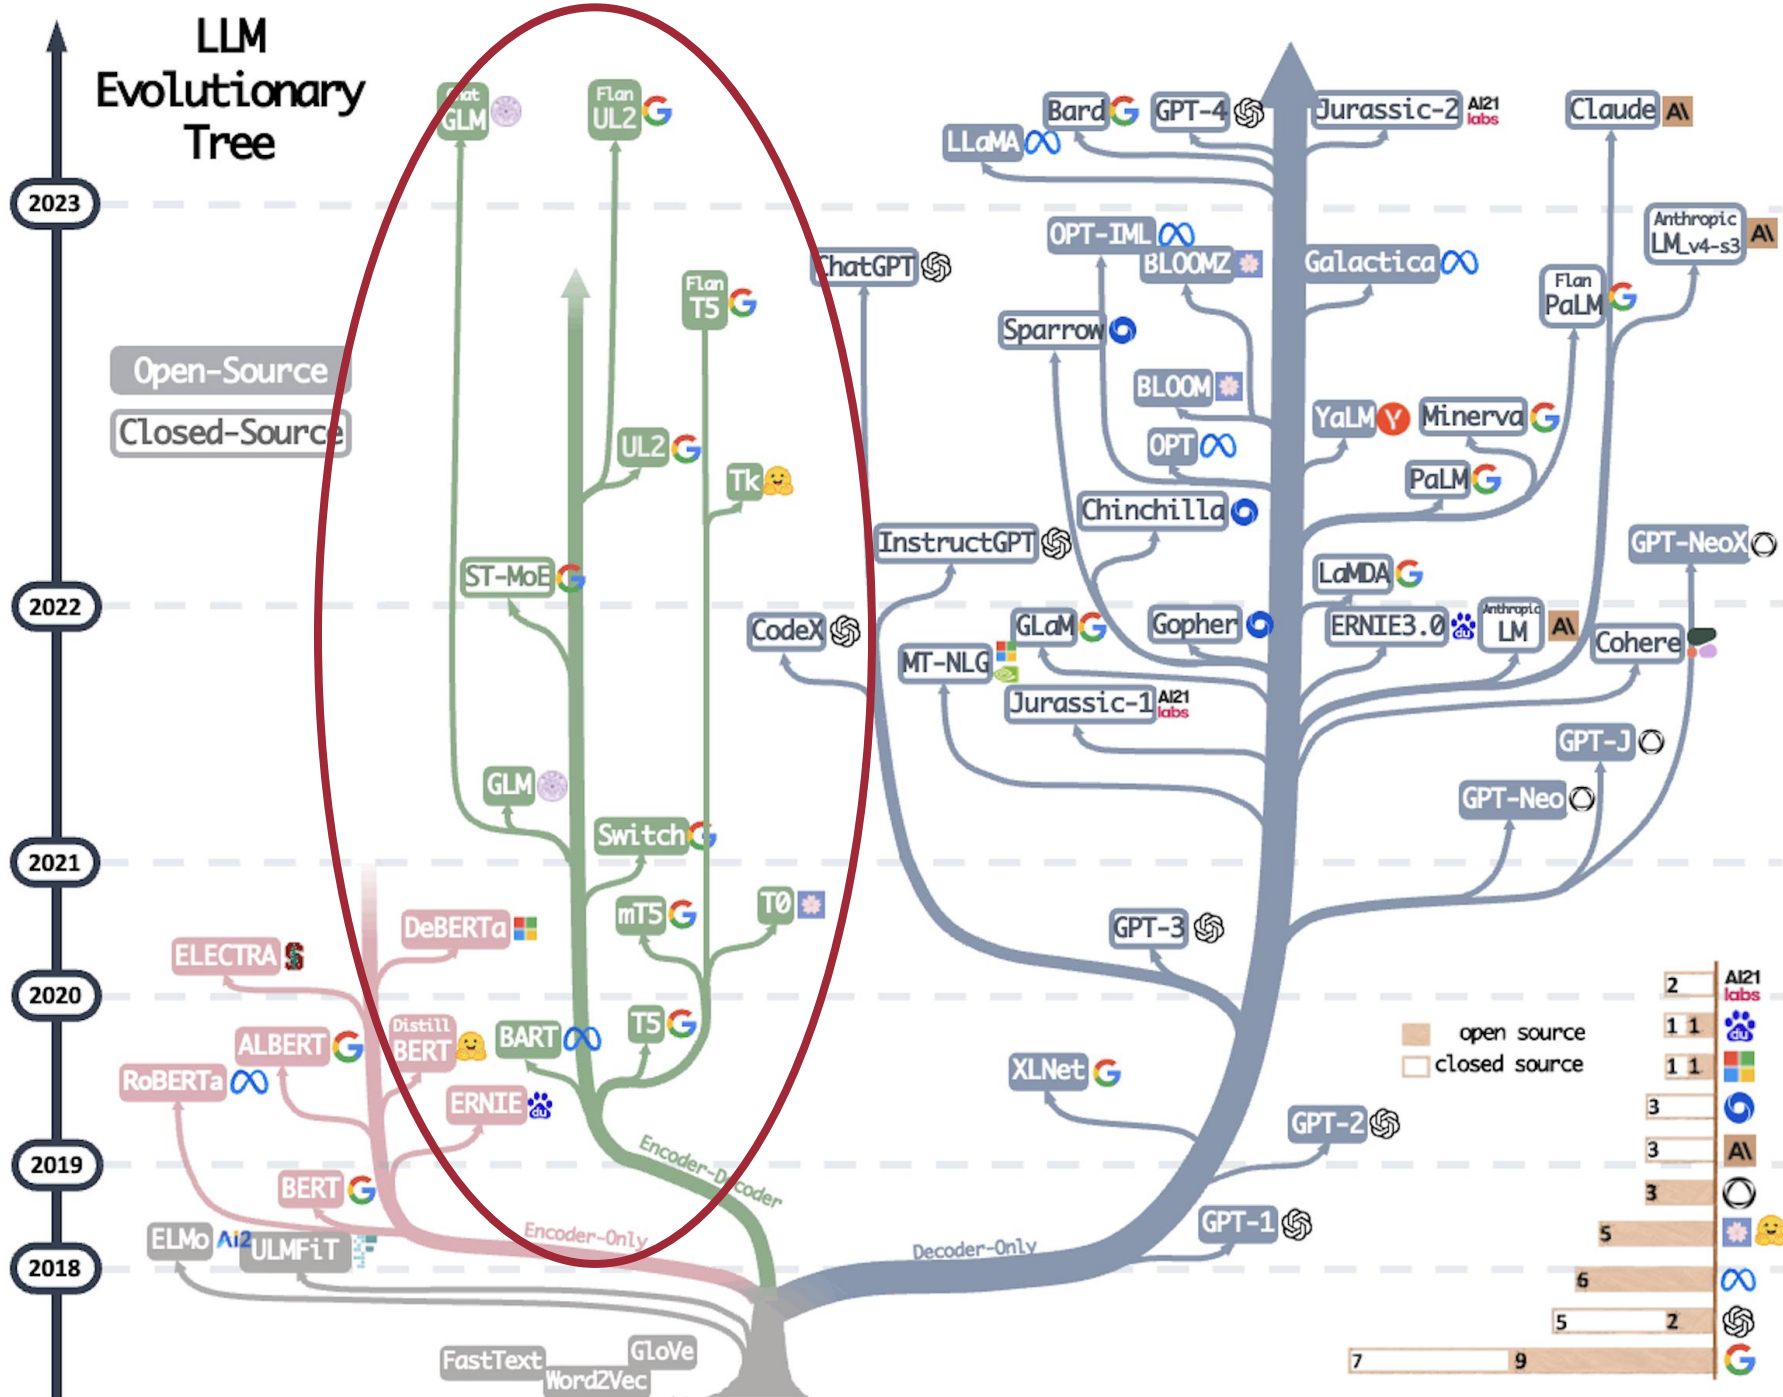 LLM
Evolutionary
Tree
2023
2022
2021
2020
2019
2018
Open-Source
Closed-Source
Chat
GLM
Flan
UL2
Flan
T5
UL2
Tk
ST-MoE
GLM
Switch
mT5
T0
BART
T5
Encoder-Decoder
DeBERTa
ELECTRA
ALBERT
Distill
BERT
RoBERTa
ERNIE
du
BERT
Encoder-Only
ELMo
Ai2
ULMFiT
FastText
Word2Vec
GloVe
Bard
GPT-4
Jurassic-2
AI21
labs
Claude
A\
LLaMA
OPT-IML
BLOOMZ
Galactica
Anthropic
LM_v4-s3
A\
ChatGPT
Flan
PaLM
Sparrow
BLOOM
YaLM
Y
Minerva
OPT
PaLM
Chinchilla
InstructGPT
GPT-NeoX
LaMDA
CodeX
GLaM
Gopher
ERNIE3.0
du
Anthropic
LM
A\
Cohere
MT-NLG
Jurassic-1
AI21
labs
GPT-J
GPT-Neo
GPT-3
XLNet
GPT-2
GPT-1
Decoder-Only
open source
closed source
2
AI21
labs
1 1
du
1 1
3
3
A\
3
5
6
5 2
7 9